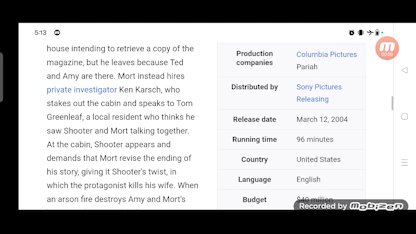 5:13
house intending to retrieve a copy of the
magazine, but he leaves because Ted
and Amy are there. Mort instead hires
private investigator Ken Karsch, who
stakes out the cabin and speaks to Tom
Greenleaf, a local resident who thinks he
saw Shooter and Mort talking together.
At the cabin, Shooter appears and
demands that Mort revise the ending of
his story, giving it Shooter's twist, in
which the protagonist kills his wife. When
an arson fire destroys Amy and Mort's
Production companies
Columbia Pictures
Pariah
Distributed by
Sony Pictures Releasing
Release date
March 12, 2004
Running time
96 minutes
Country
United States
Language
English
Budget
$40 million
Recorded by Mobizen